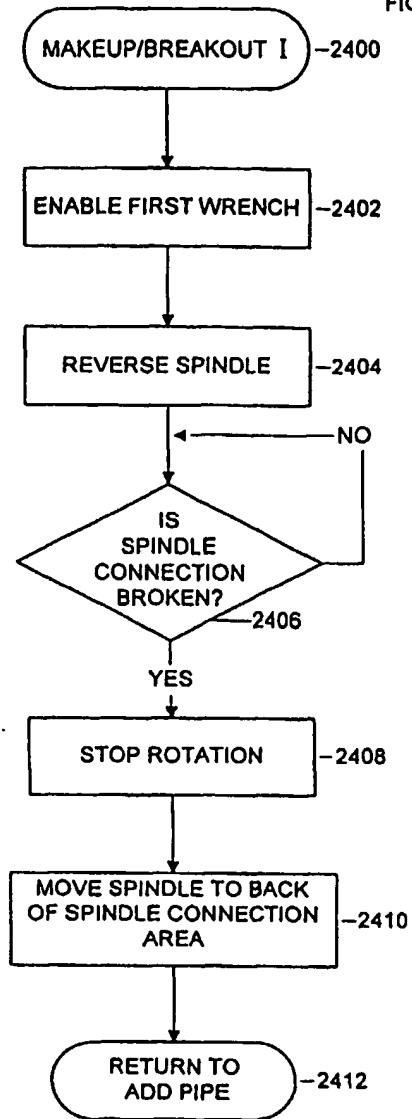 FIG
MAKEUP/BREAKOUT I -2400
ENABLE FIRST WRENCH -2402
REVERSE SPINDLE -2404
NO
IS
SPINDLE
CONNECTION
BROKEN?
-2406
YES
STOP ROTATION -2408
MOVE SPINDLE TO BACK
OF SPINDLE CONNECTION
AREA
-2410
RETURN TO
ADD PIPE
-2412